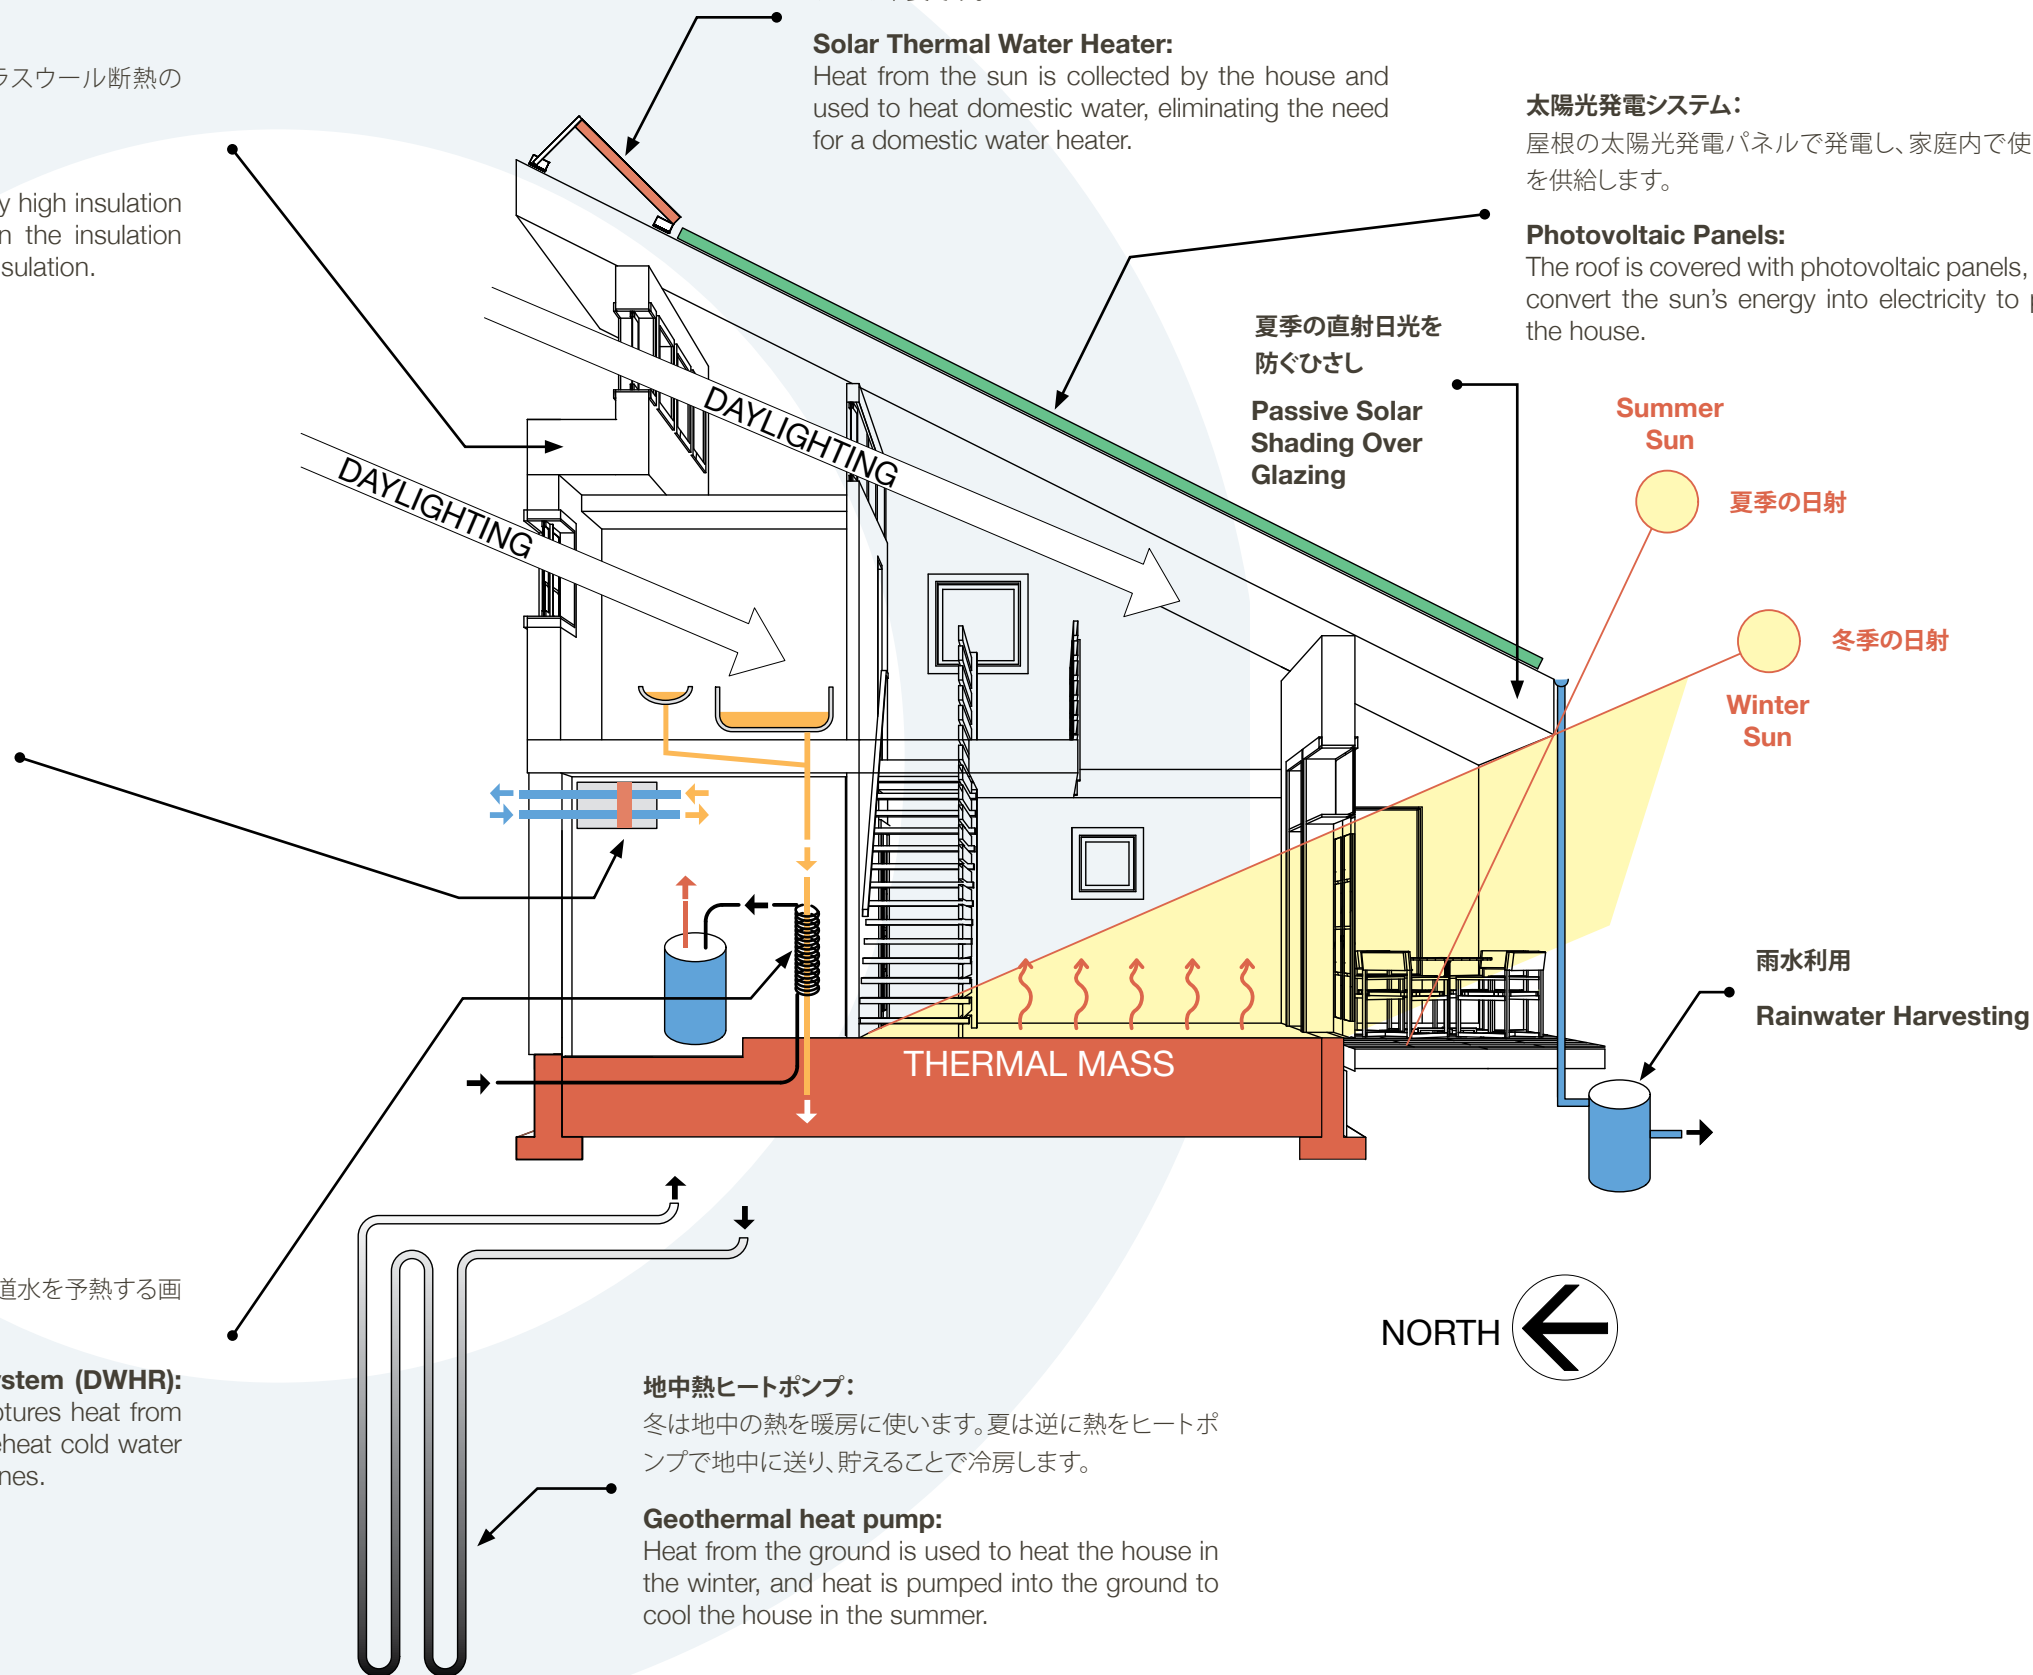 Solar Thermal Water Heater:
Heat from the sun is collected by the house and
used to heat domestic water, eliminating the need
for a domestic water heater.
ラスウール断熱の
y high insulation
n the insulation
sulation.
太陽光発電システム：
屋根の太陽光発電パネルで発電し、家庭内で使
を供給します。
Photovoltaic Panels:
The roof is covered with photovoltaic panels,
convert the sun's energy into electricity to p
the house.
夏季の直射日光を
防ぐひさし
Passive Solar
Shading Over
Glazing
Summer
Sun
夏季の日射
冬季の日射
Winter
Sun
DAYLIGHTING
DAYLIGHTING
THERMAL MASS
雨水利用
Rainwater Harvesting
NORTH
道水を予熱する画
ystem (DWHR):
ptures heat from
eheat cold water
nes.
地中熱ヒートポンプ：
冬は地中の熱を暖房に使います。夏は逆に熱をヒートポ
ンプで地中に送り、貯えることで冷房します。
Geothermal heat pump:
Heat from the ground is used to heat the house in
the winter, and heat is pumped into the ground to
cool the house in the summer.